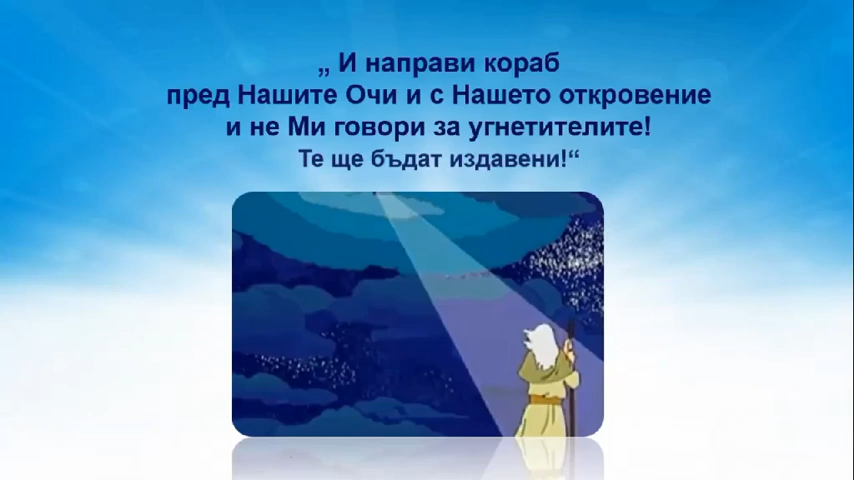 „ И направи кораб
пред Нашите Очи и с Нашето откровение
и не Ми говори за угнетителите!
Те ще бъдат издавени!“